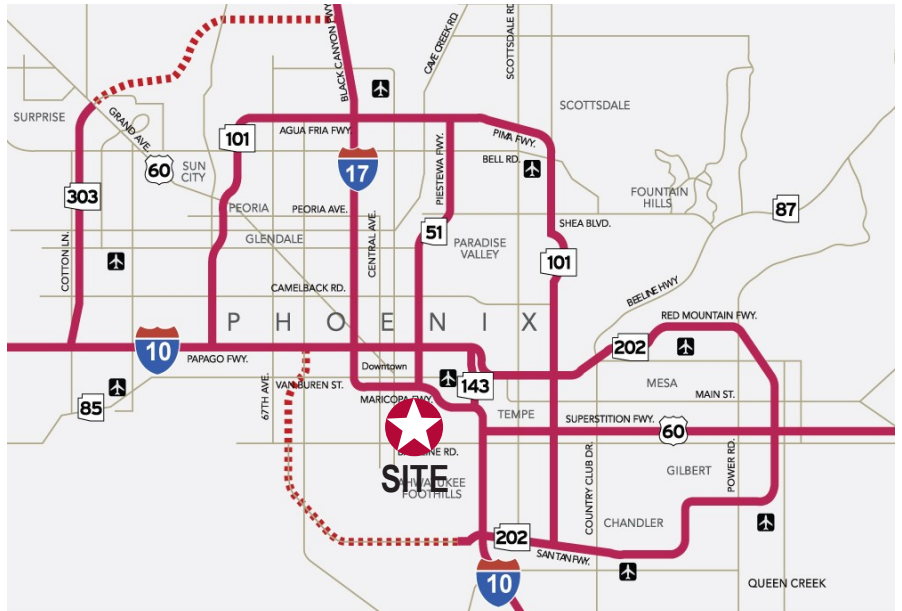 BLACK CANYON FWY.
CAVE CREEK RD.
SCOTTSDALE RD.
SURPRISE
GRAND AVE.
SCOTTSDALE
101
AGUA FRIA FWY.
PIMA FWY.
BELL RD.
60
SUN
CITY
17
PIESTEWA FWY.
303
PEORIA
PEORIA AVE.
FOUNTAIN
HILLS
87
CENTRAL AVE.
51
SHEA BLVD.
GLENDALE
PARADISE
VALLEY
COTTON LN.
101
CAMELBACK RD.
BEELINE HWY
PHOENIX
RED MOUNTAIN FWY.
10
PAPAGO FWY.
202
Downtown
67TH AVE.
VAN BUREN ST.
143
MESA
85
MARICOPA FWY.
MAIN ST.
TEMPE
SUPERSTITION FWY.
60
RD.
SITE
FOOTHILLS
COUNTRY CLUB DR.
GILBERT
POWER RD.
CHANDLER
202
SANTAN FWY.
10
QUEEN CREEK